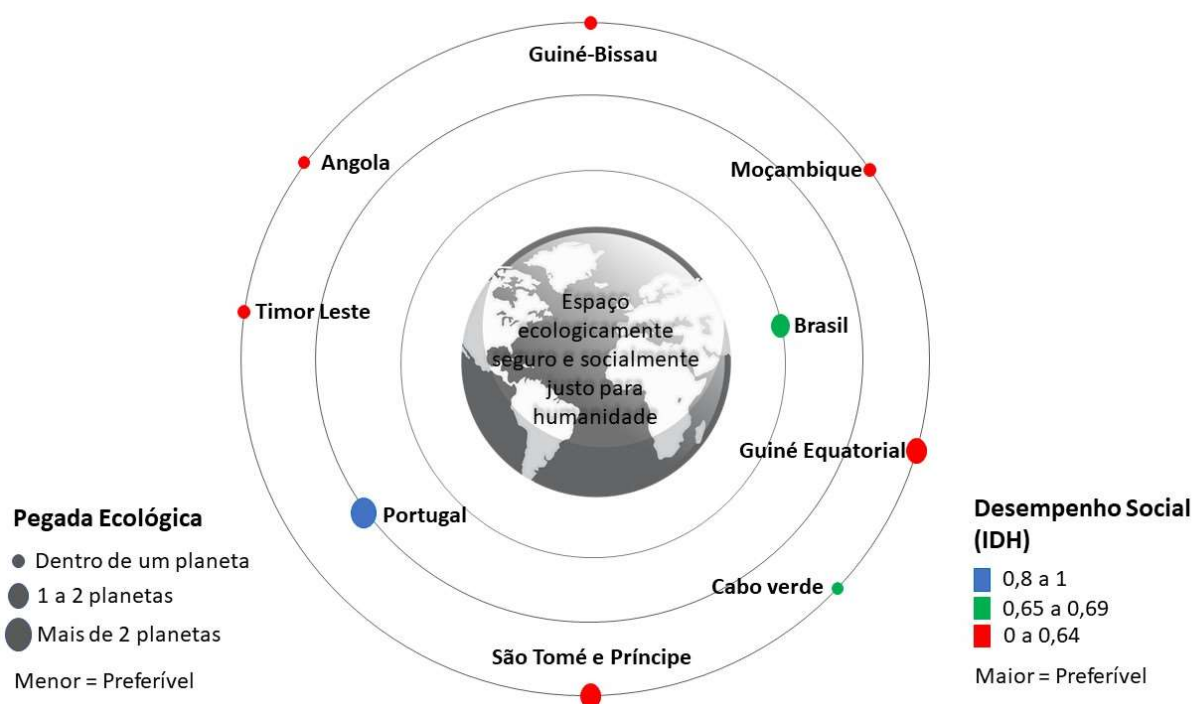 Guiné-Bissau
Angola
Moçambique
Timor Leste
Espaço
ecologicamente
seguro e socialmente
justo para
humanidade
Brasil
Guiné Equatorial
Portugal
Cabo verde
São Tomé e Príncipe
Pegada Ecológica
Dentro de um planeta
1 a 2 planetas
Mais de 2 planetas
Menor = Preferível
Desempenho Social
(IDH)
0,8 a 1
0,65 a 0,69
0 a 0,64
Maior = Preferível